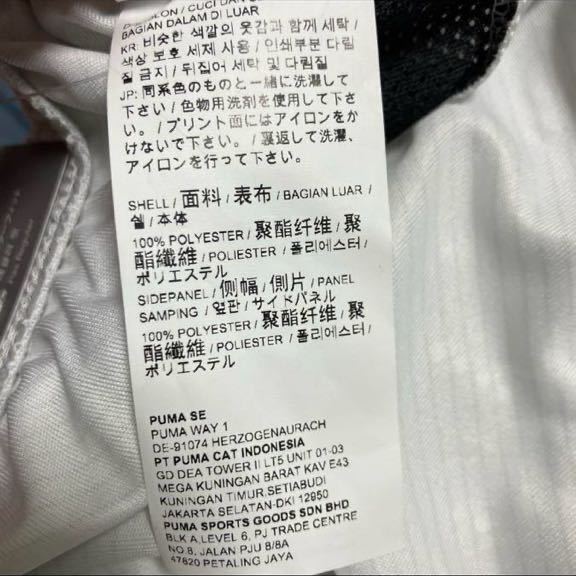 / CUCI DAN
BAGIAN DALAM DI LUAR
KR: 비슷한 색깔의 옷감과 함께 세탁/
색상 보호 세제 사용 / 인쇄부분 다림
질 금지 / 뒤집어 세탁 및 다림질
JP: 同系色のものと一緒に洗濯して
下さい / 色物用洗剤を使用して下さ
い。 / プリント面にはアイロンをか
けないで下さい。 / 裏返して洗濯、
アイロンを行って下さい。
SHELL / 面料 / 表布 / BAGIAN LUAR /
쉘 / 本体
100% POLYESTER / 聚酯纤维 / 聚
酯纖維 / POLIESTER / 폴리에스터 /
ポリエステル
SIDEPANEL / 侧幅 / 側片 / PANEL
SAMPING / 옆판 / サイドパネル
100% POLYESTER / 聚酯纤维 / 聚
酯纖維 / POLIESTER / 폴리에스터 /
ポリエステル
PUMA SE
PUMA WAY 1
DE-91074 HERZOGENAURACH
PT PUMA CAT INDONESIA
GD DEA TOWER II LT5 UNIT 01-03
MEGA KUNINGAN BARAT KAV E43
KUNINGAN TIMUR.SETIABUDI
JAKARTA SELATAN-DKI 12950
PUMA SPORTS GOODS SDN BHD
BLK A,LEVEL 6, PJ TRADE CENTRE
NO.8, JALAN PJU 8/8A
47820 PETALING JAYA